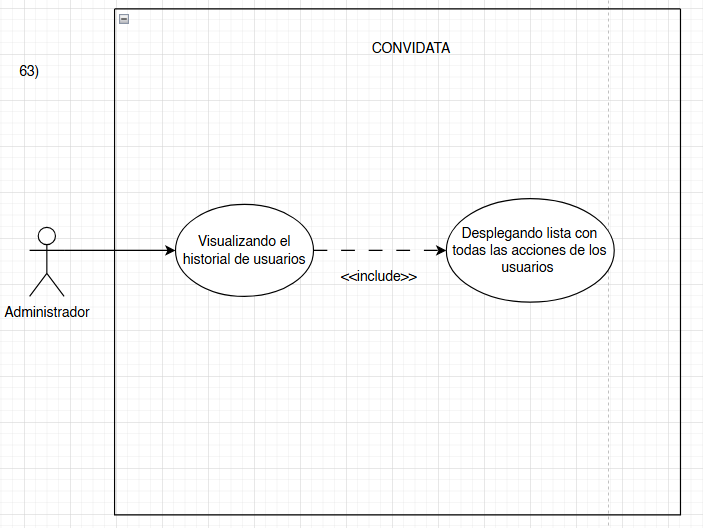 CONVIDATA
63)
Visualizando el
historial de usuarios
Desplegando lista con
todas las acciones de los
usuarios
<<include>>
Administrador